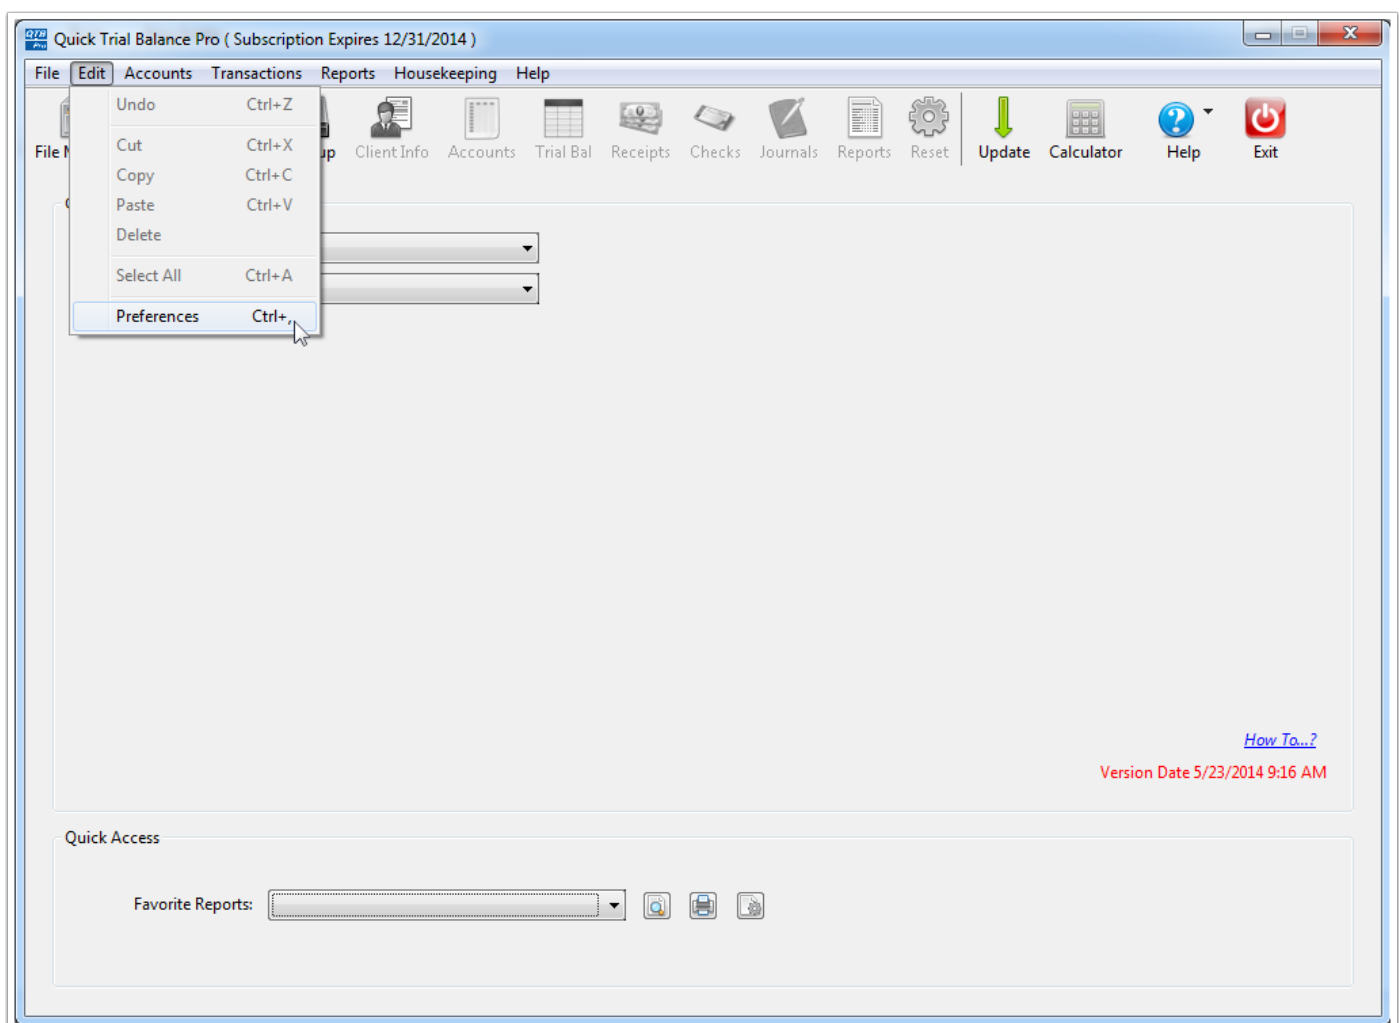 Quick Trial Balance Pro ( Subscription Expires 12/31/2014 )
File Edit Accounts Transactions Reports Housekeeping Help
Undo Ctrl+Z
Cut Ctrl+X
Copy Ctrl+C
Paste Ctrl+V
Delete
Select All Ctrl+A
Preferences Ctrl+,
File Client Info Accounts Trial Bal Receipts Checks Journals Reports Reset Update Calculator Help Exit
How To...?
Version Date 5/23/2014 9:16 AM
Quick Access
Favorite Reports: